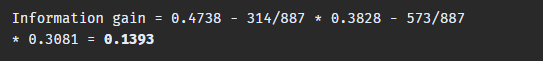 Information gain = 0.4738 - 314/887 * 0.3828 - 573/887
* 0.3081 = 0.1393